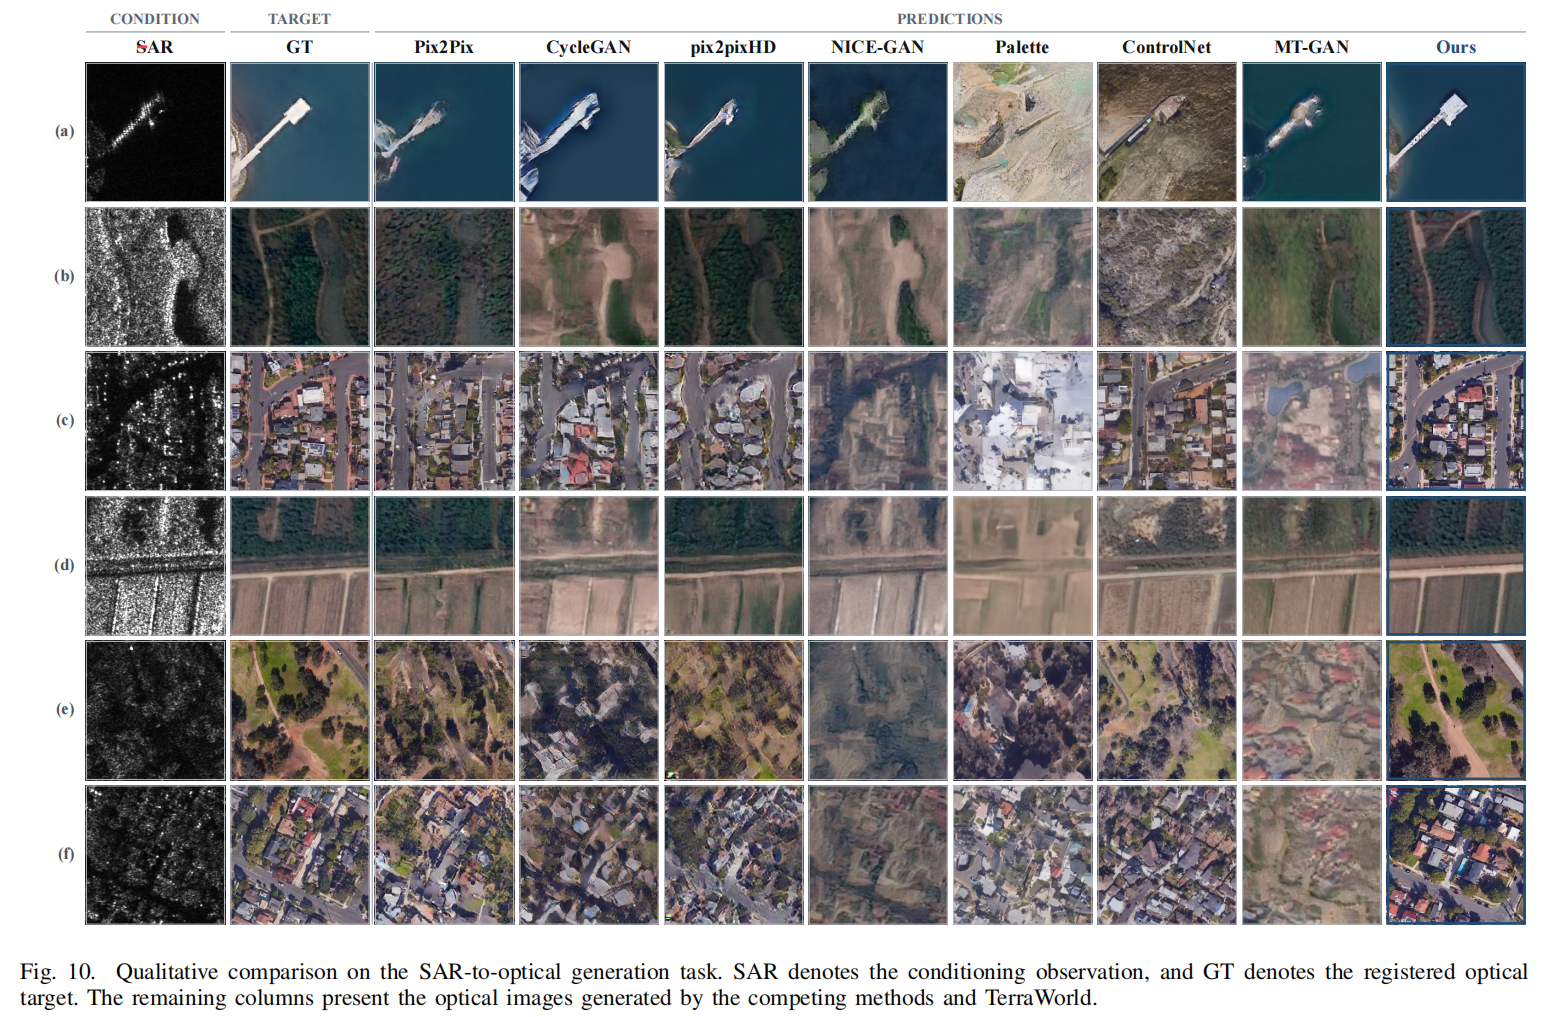 CONDITION TARGET PREDICTIONS
SAR GT Pix2Pix CycleGAN pix2pixHD NICE-GAN Palette ControlNet MT-GAN Ours
(a)
(b)
(c)
(d)
(e)
(f)
Fig. 10. Qualitative comparison on the SAR-to-optical generation task. SAR denotes the conditioning observation, and GT denotes the registered optical
target. The remaining columns present the optical images generated by the competing methods and TerraWorld.